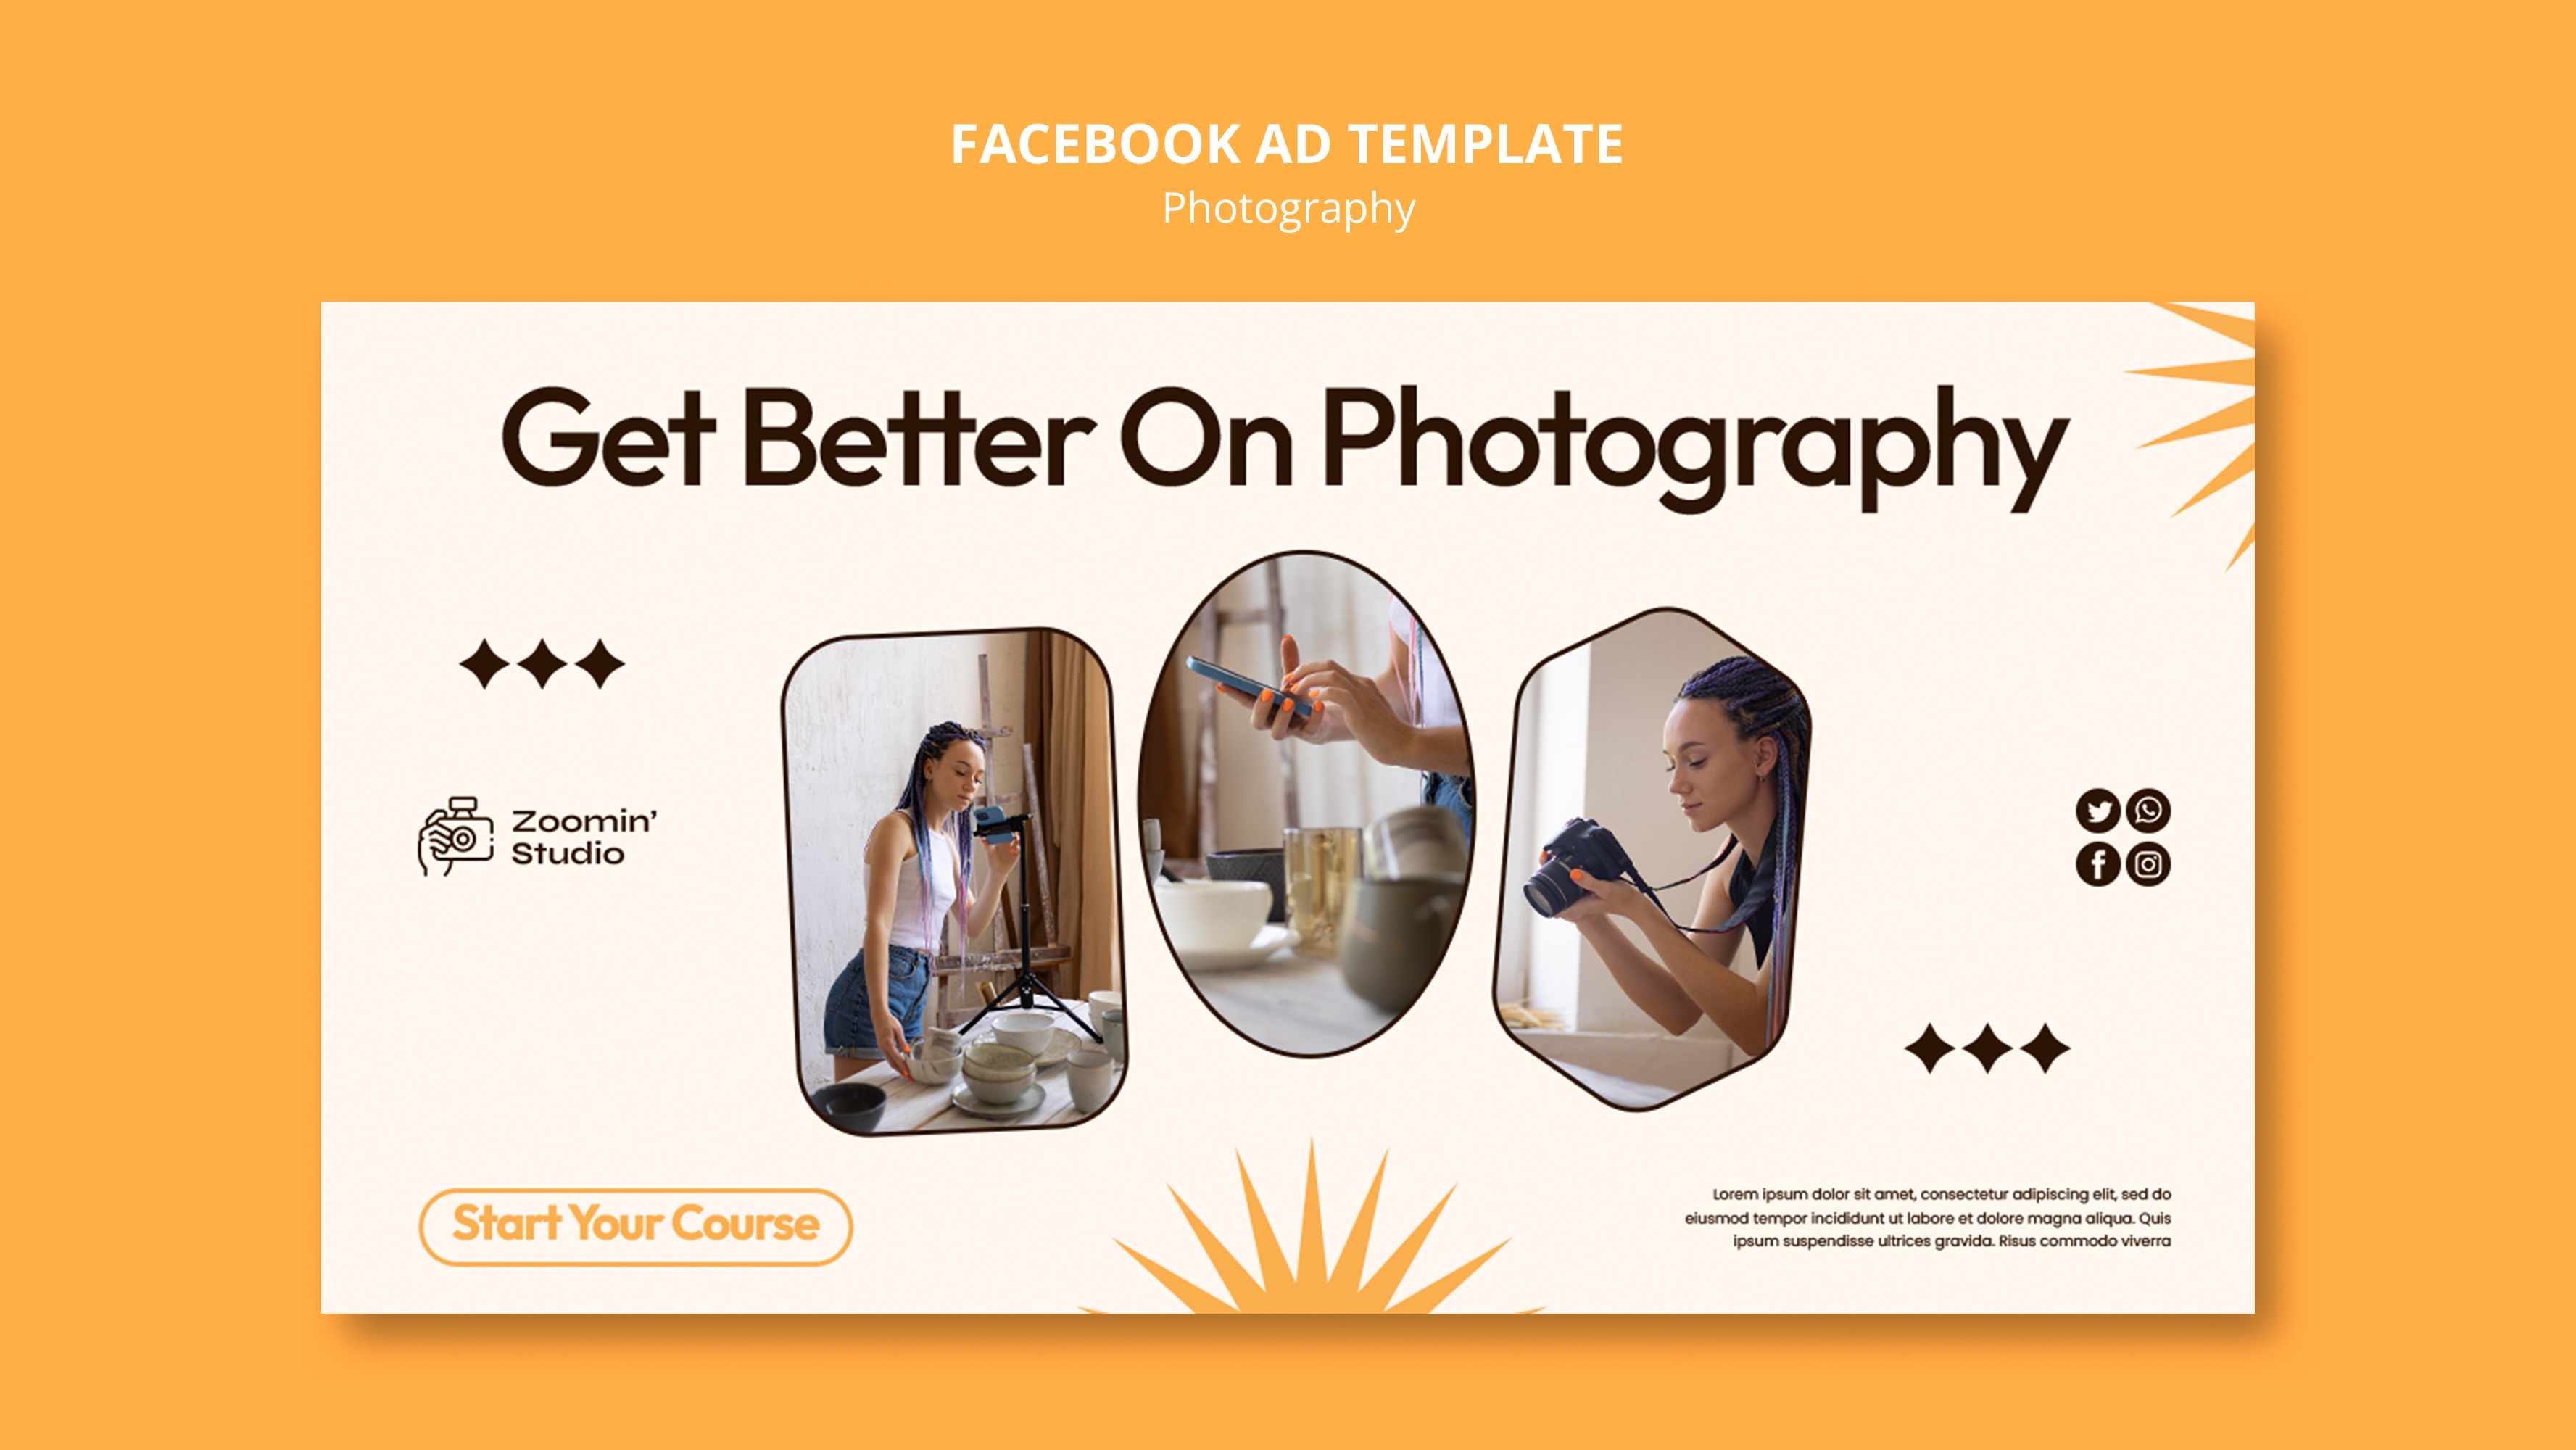 FACEBOOK AD TEMPLATE
Photography
Get Better On Photography
Zoomin'
Studio
Start Your Course
Lorem ipsum dolor sit amet, consectetur adipiscing elit, sed do
eiusmod tempor incididunt ut labore et dolore magna aliqua. Quis
ipsum suspendisse ultrices gravida. Risus commodo viverra